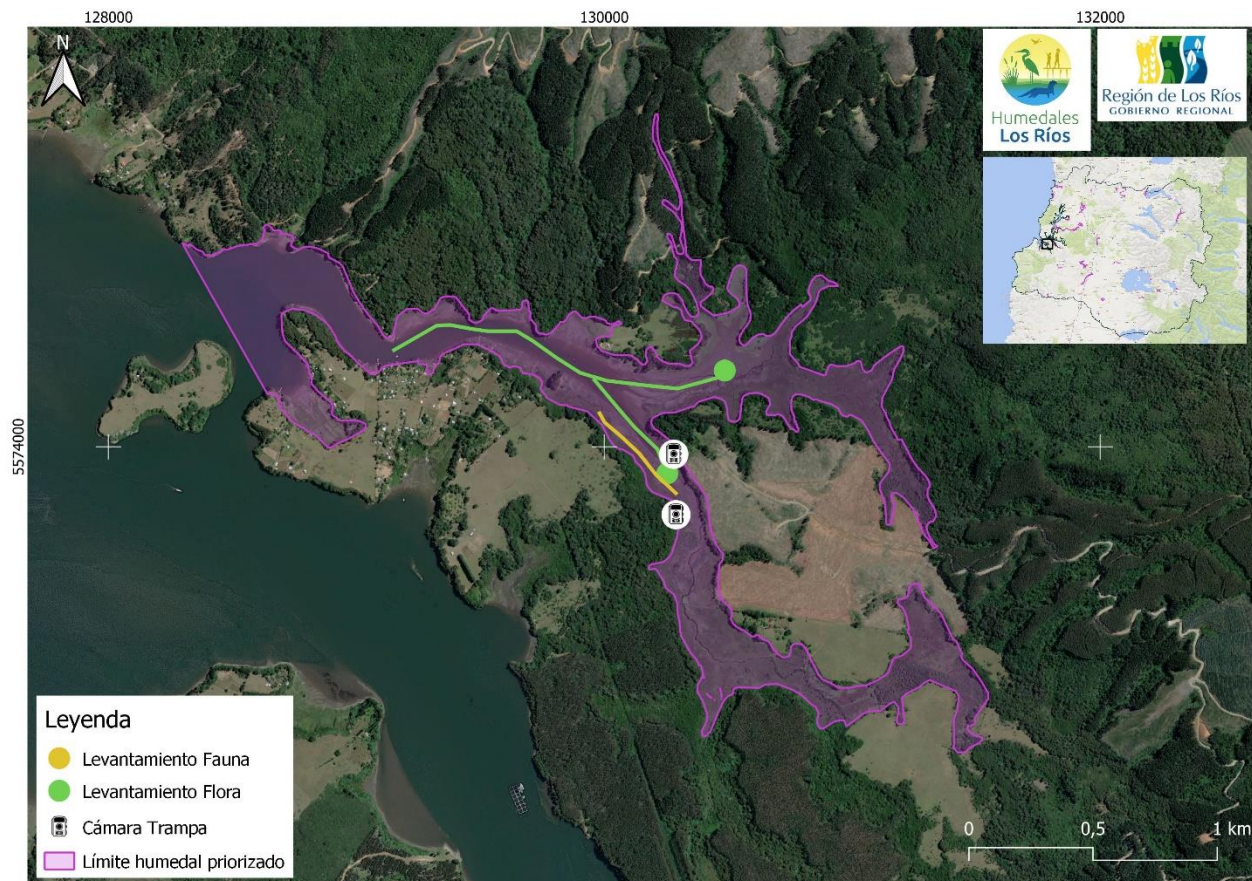 128000
130000
132000
N
Humedales
Los Ríos
Región de Los Ríos
GOBIERNO REGIONAL
5574000
Leyenda
Levantamiento Fauna
Levantamiento Flora
Cámara Trampa
Límite humedal priorizado
0
0,5
1 km